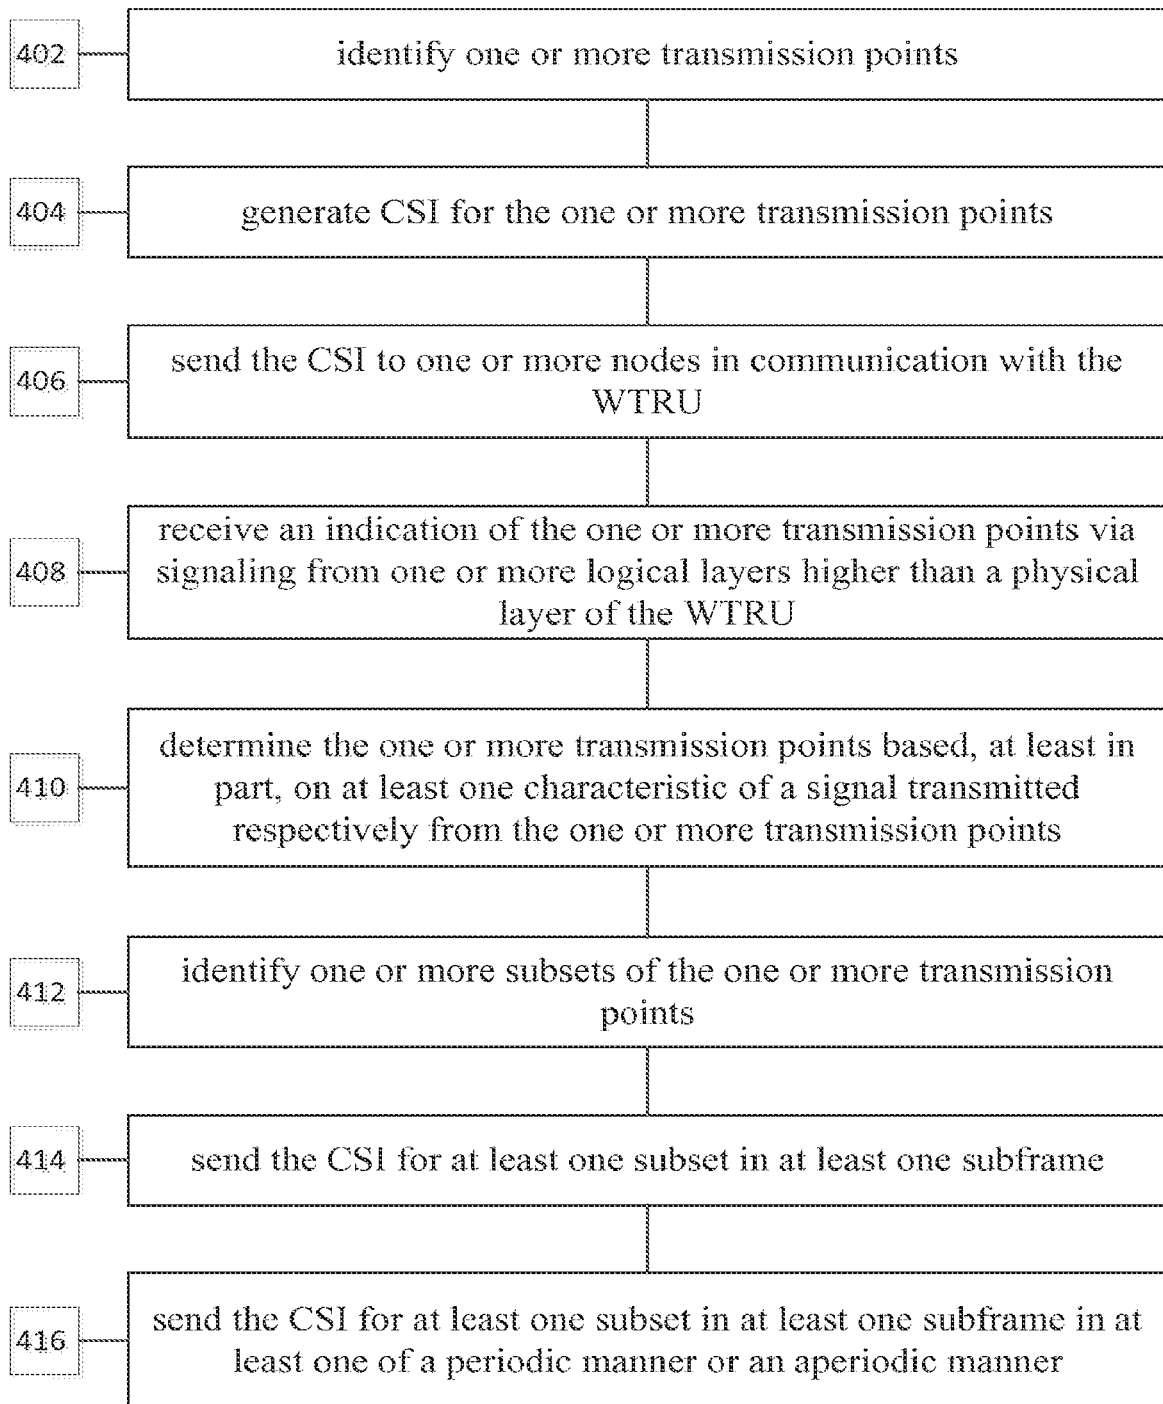 402
identify one or more transmission points
404
generate CSI for the one or more transmission points
406
send the CSI to one or more nodes in communication with the
WTRU
408
receive an indication of the one or more transmission points via
signaling from one or more logical layers higher than a physical
layer of the WTRU
410
determine the one or more transmission points based, at least in
part, on at least one characteristic of a signal transmitted
respectively from the one or more transmission points
412
identify one or more subsets of the one or more transmission
points
414
send the CSI for at least one subset in at least one subframe
416
send the CSI for at least one subset in at least one subframe in at
least one of a periodic manner or an aperiodic manner